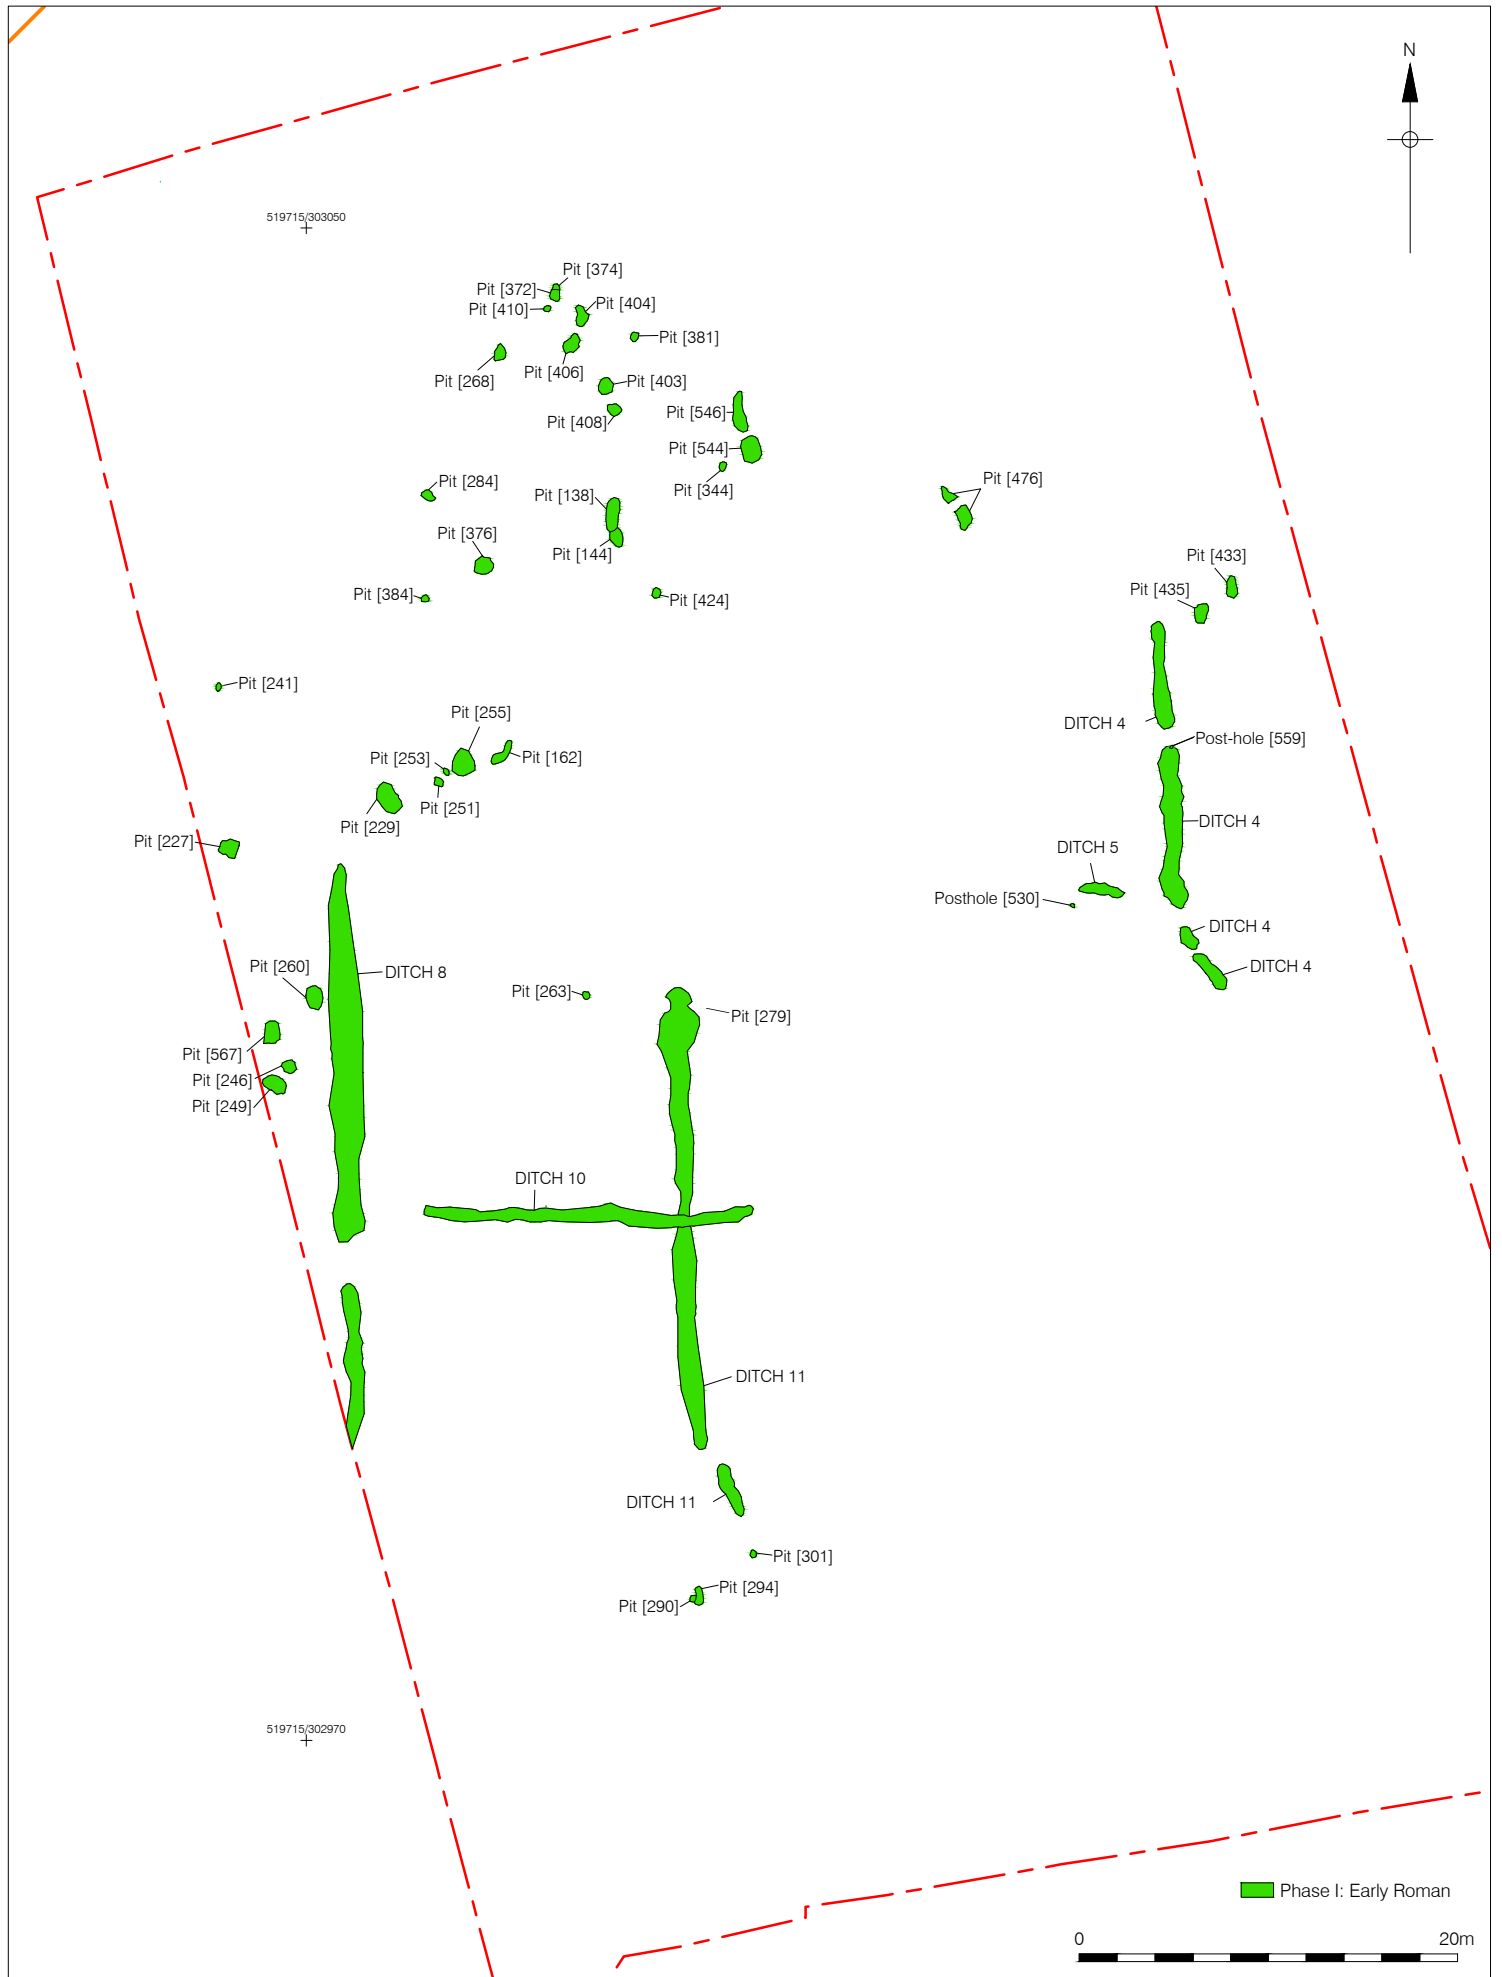 N
519715/303050
Pit [374]
Pit [372]
Pit [410]
Pit [404]
Pit [381]
Pit [268]
Pit [406]
Pit [403]
Pit [408]
Pit [546]
Pit [544]
Pit [344]
Pit [284]
Pit [138]
Pit [476]
Pit [376]
Pit [144]
Pit [433]
Pit [384]
Pit [424]
Pit [435]
Pit [241]
Pit [255]
DITCH 4
Pit [253]
Pit [162]
Post-hole [559]
Pit [251]
Pit [229]
DITCH 4
Pit [227]
DITCH 5
Posthole [530]
DITCH 4
Pit [260]
DITCH 8
DITCH 4
Pit [263]
Pit [279]
Pit [567]
Pit [246]
Pit [249]
DITCH 10
DITCH 11
DITCH 11
Pit [301]
Pit [294]
Pit [290]
519715/302970
Phase I: Early Roman
0 20m